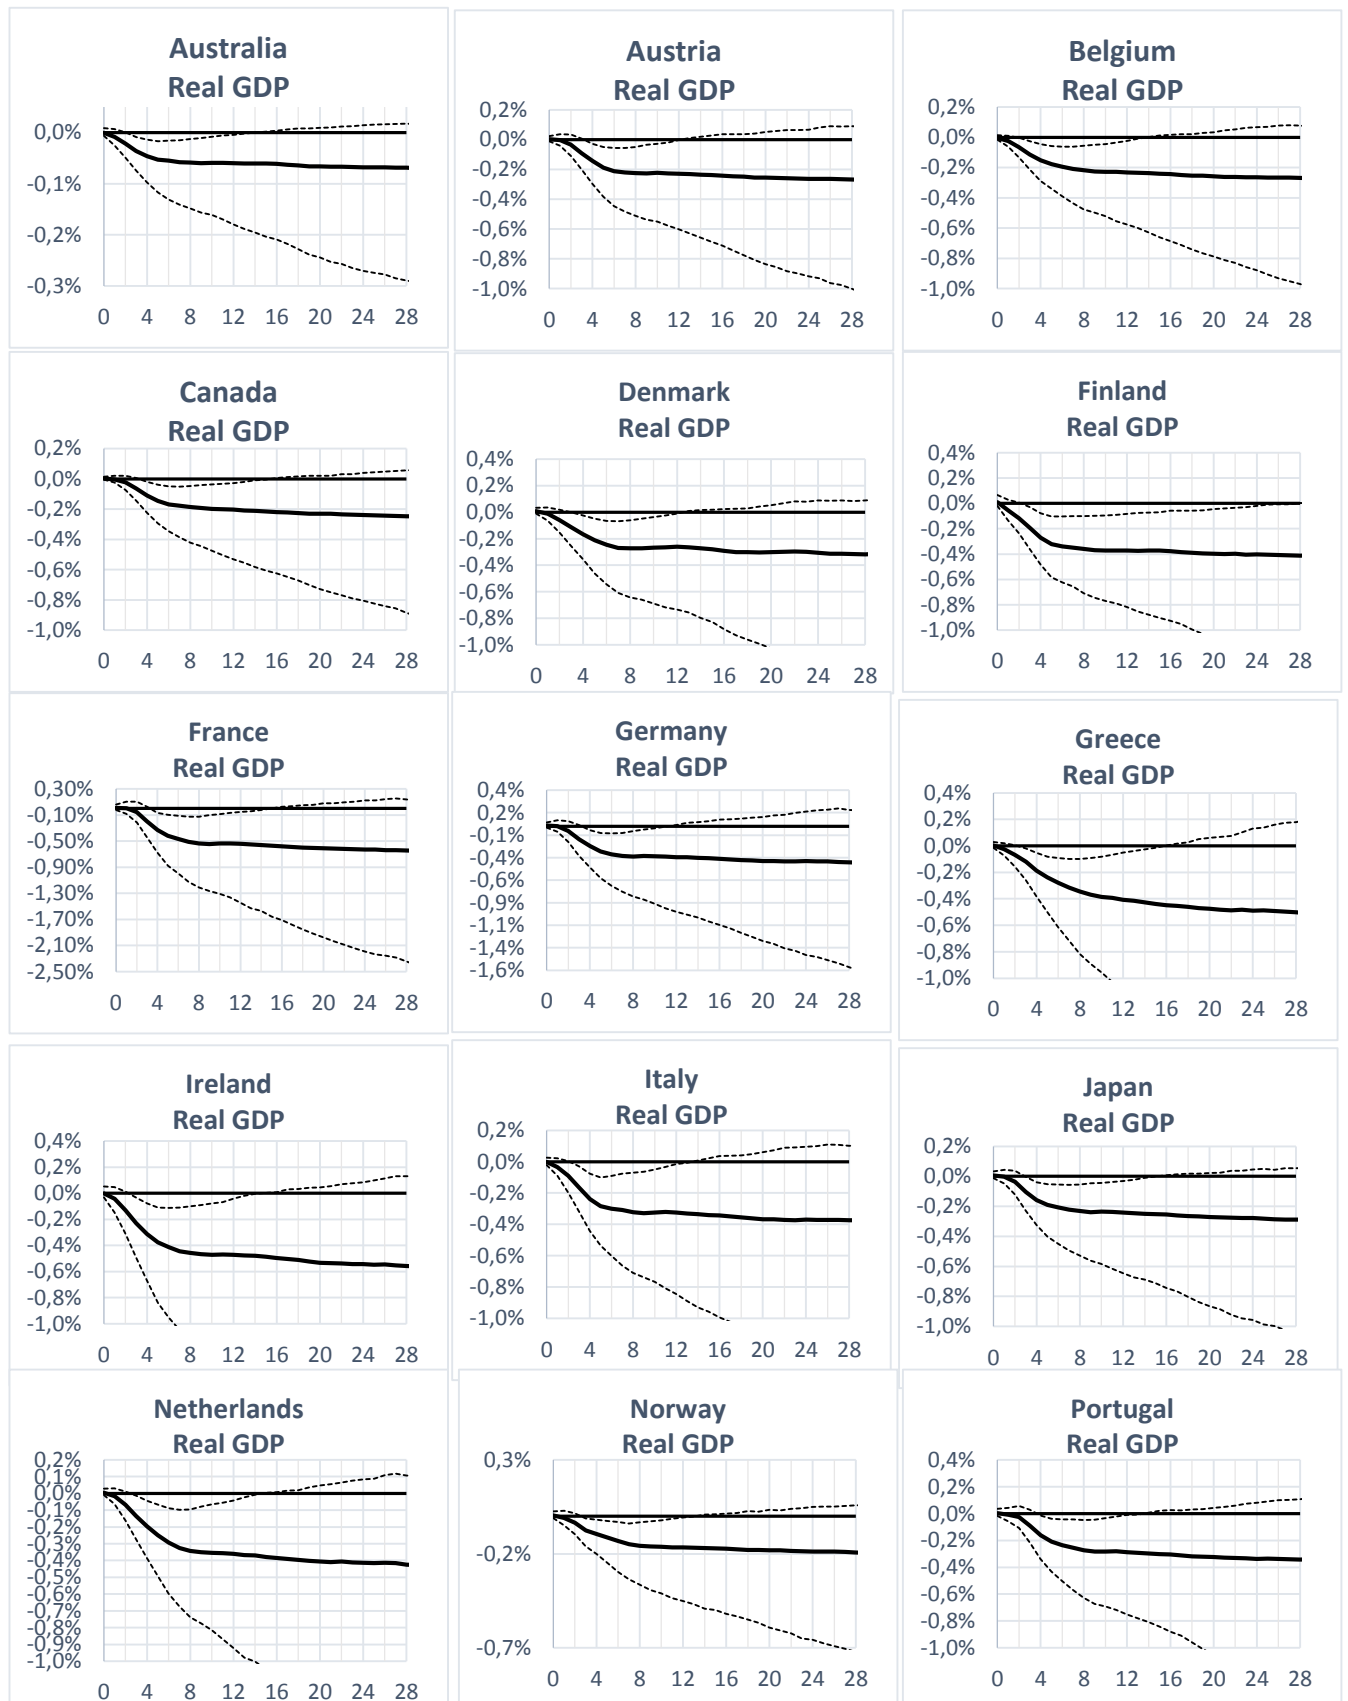 Australia
Real GDP
0,0%
-0,1%
-0,2%
-0,3%
0 4 8 12 16 20 24 28
Austria
Real GDP
0,2%
0,0%
-0,2%
-0,4%
-0,6%
-0,8%
-1,0%
0 4 8 12 16 20 24 28
Belgium
Real GDP
0,2%
0,0%
-0,2%
-0,4%
-0,6%
-0,8%
-1,0%
0 4 8 12 16 20 24 28
Canada
Real GDP
0,2%
0,0%
-0,2%
-0,4%
-0,6%
-0,8%
-1,0%
0 4 8 12 16 20 24 28
Denmark
Real GDP
0,4%
0,2%
0,0%
-0,2%
-0,4%
-0,6%
-0,8%
-1,0%
0 4 8 12 16 20 24 28
Finland
Real GDP
0,4%
0,2%
0,0%
-0,2%
-0,4%
-0,6%
-0,8%
-1,0%
0 4 8 12 16 20 24 28
France
Real GDP
0,30%
-0,10%
-0,50%
-0,90%
-1,30%
-1,70%
-2,10%
-2,50%
0 4 8 12 16 20 24 28
Germany
Real GDP
0,4%
0,2%
-0,1%
-0,4%
-0,6%
-0,9%
-1,1%
-1,4%
-1,6%
0 4 8 12 16 20 24 28
Greece
Real GDP
0,4%
0,2%
0,0%
-0,2%
-0,4%
-0,6%
-0,8%
-1,0%
0 4 8 12 16 20 24 28
Ireland
Real GDP
0,4%
0,2%
0,0%
-0,2%
-0,4%
-0,6%
-0,8%
-1,0%
0 4 8 12 16 20 24 28
Italy
Real GDP
0,2%
0,0%
-0,2%
-0,4%
-0,6%
-0,8%
-1,0%
0 4 8 12 16 20 24 28
Japan
Real GDP
0,2%
0,0%
-0,2%
-0,4%
-0,6%
-0,8%
-1,0%
0 4 8 12 16 20 24 28
Netherlands
Real GDP
0,2%
0,1%
0,0%
-0,1%
-0,2%
-0,3%
-0,4%
-0,5%
-0,6%
-0,7%
-0,8%
-0,9%
-1,0%
0 4 8 12 16 20 24 28
Norway
Real GDP
0,3%
-0,2%
-0,7%
0 4 8 12 16 20 24 28
Portugal
Real GDP
0,4%
0,2%
0,0%
-0,2%
-0,4%
-0,6%
-0,8%
-1,0%
0 4 8 12 16 20 24 28